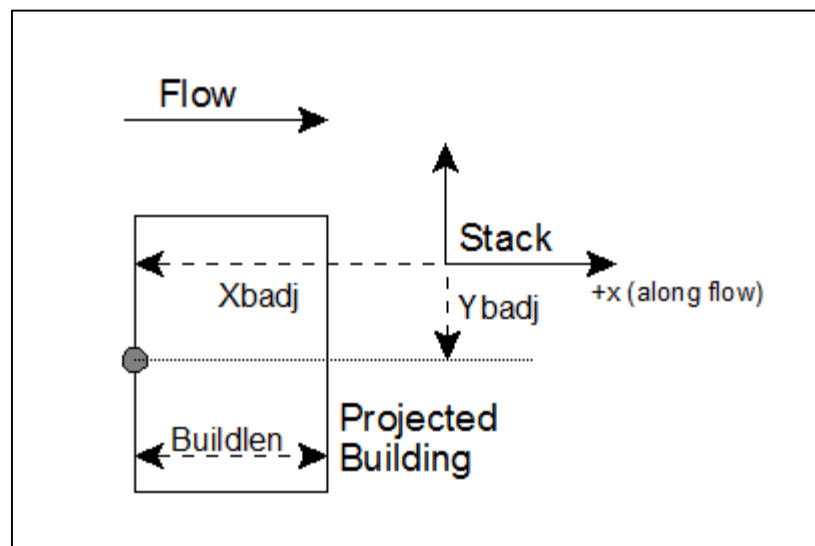 Flow
Stack
+x (along flow)
Xbadj
Ybadj
Buildlen
Projected
Building